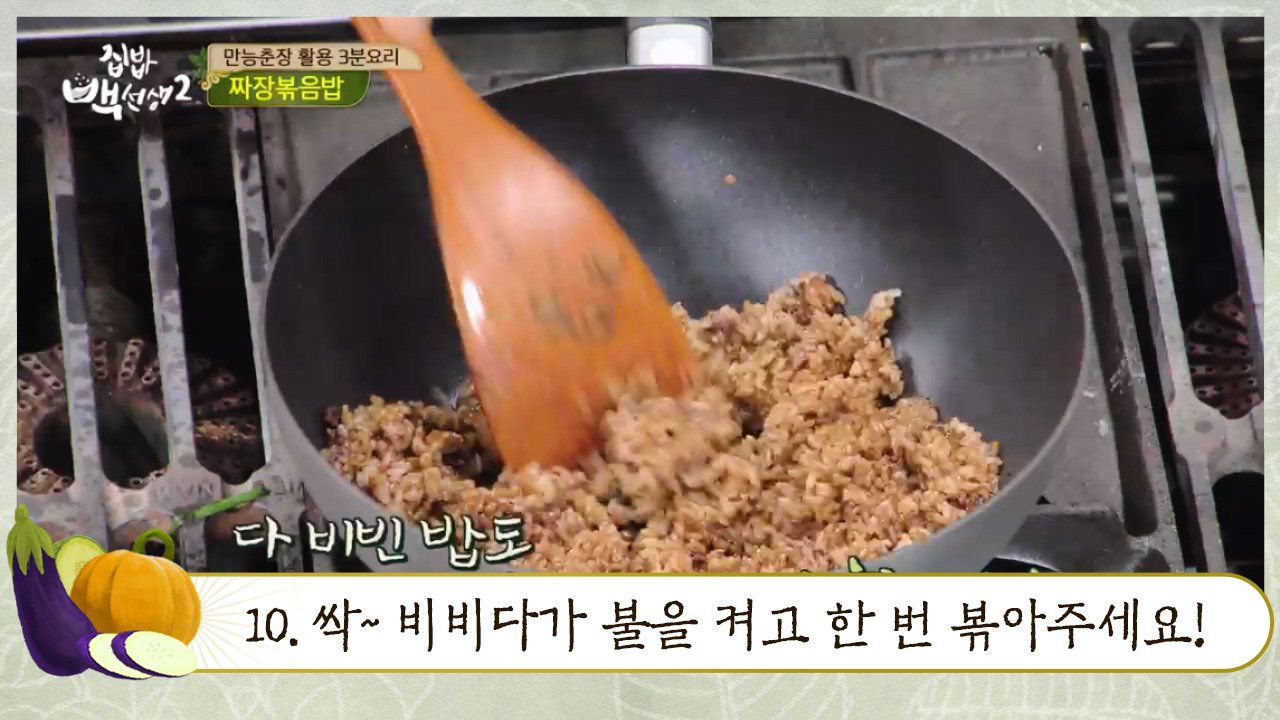 집밥
백선생2
만능춘장 활용 3분요리
짜장볶음밥
다 비빈 밥도
10. 싹~ 비비다가 불을 켜고 한 번 볶아주세요!